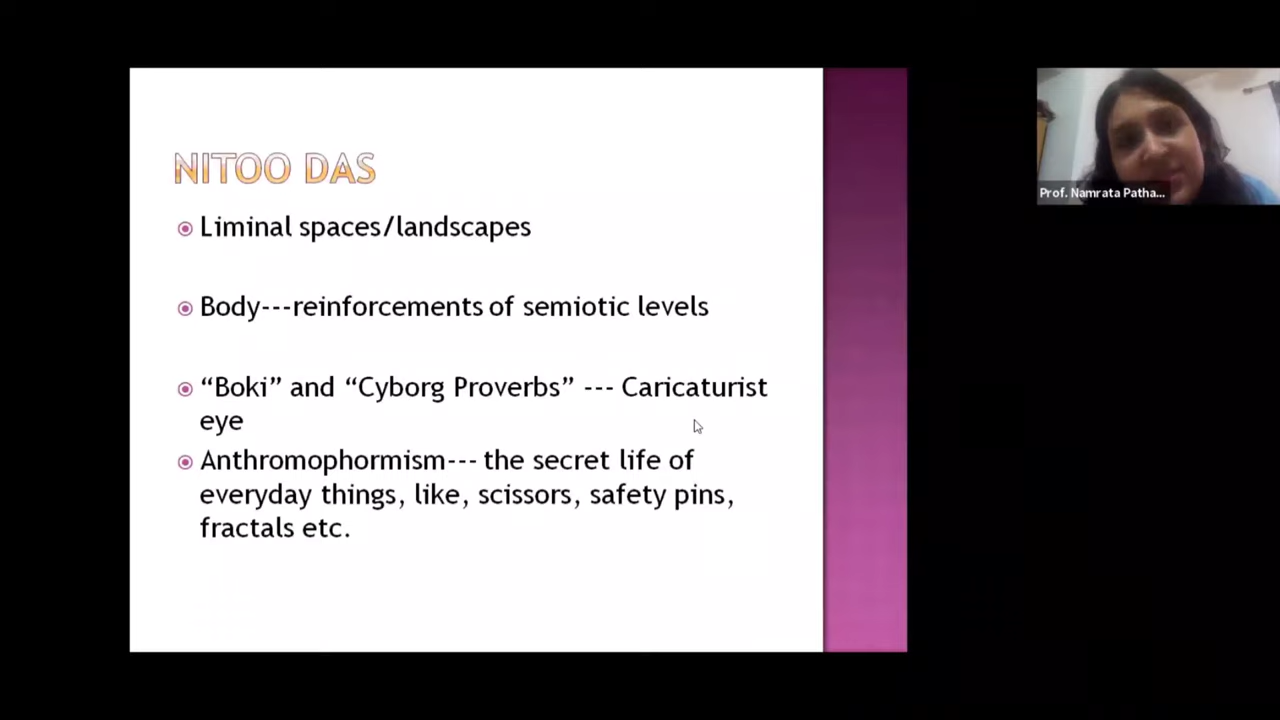 NITOO DAS
Liminal spaces/landscapes
Body---reinforcements of semiotic levels
“Boki” and “Cyborg Proverbs” --- Caricaturist
eye
Anthromophormism--- the secret life of
everyday things, like, scissors, safety pins,
fractals etc.
Prof. Namrata Patha...